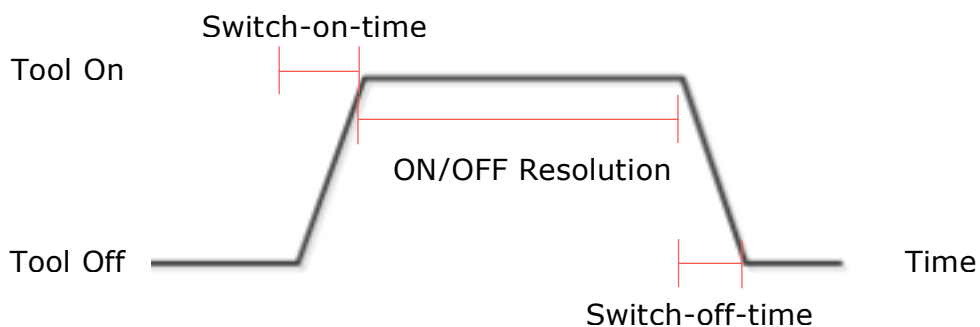 Switch-on-time
Tool On
ON/OFF Resolution
Tool Off
Time
Switch-off-time